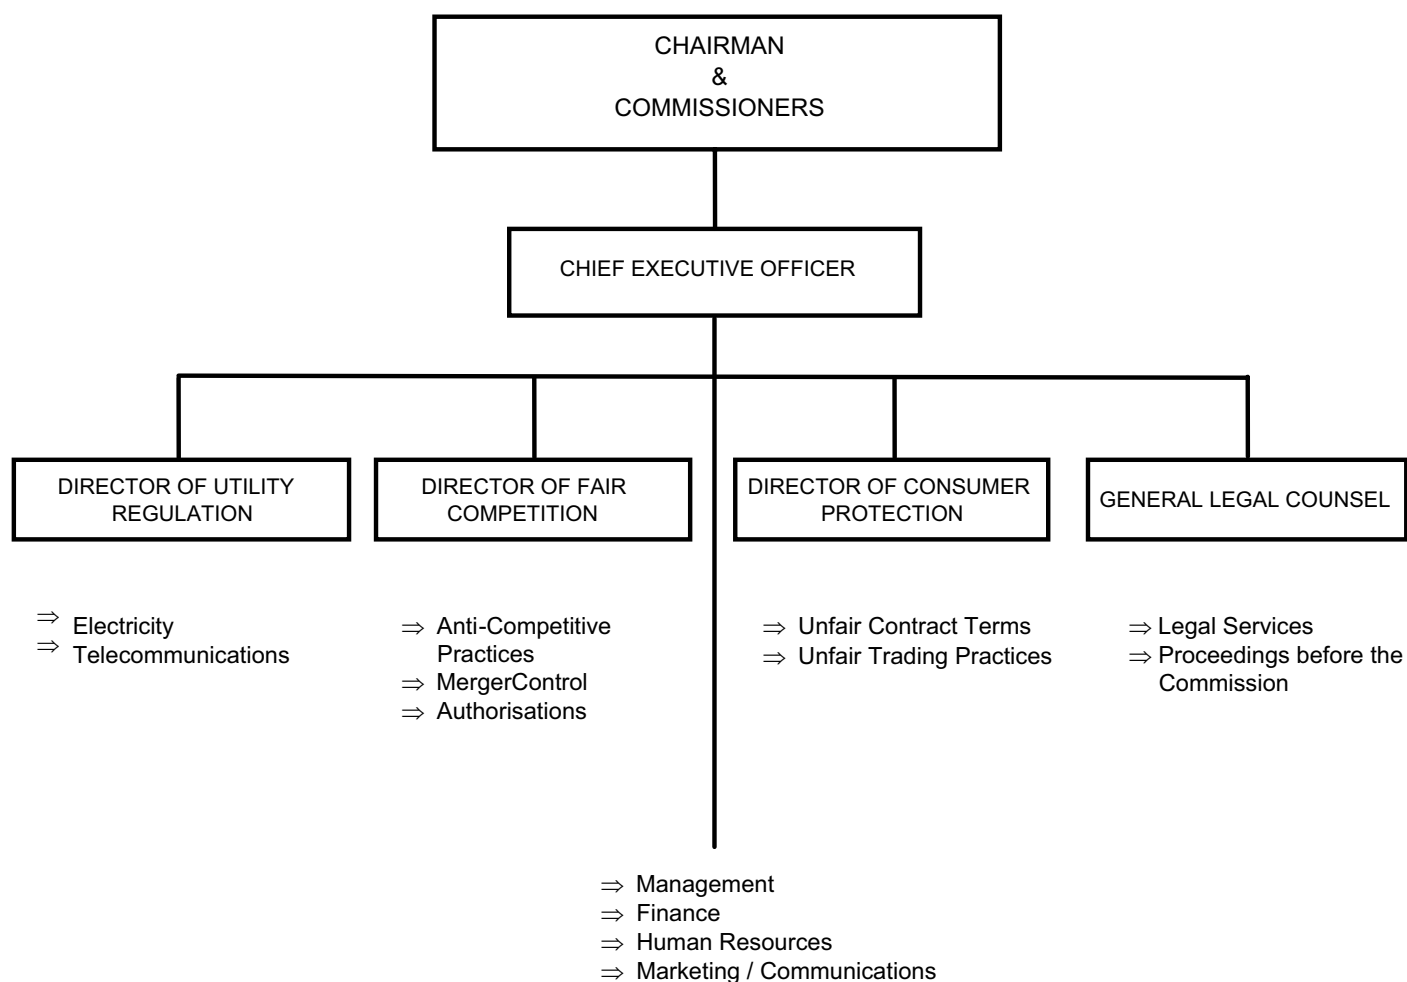 CHAIRMAN
&
COMMISSIONERS
CHIEF EXECUTIVE OFFICER
DIRECTOR OF UTILITY
REGULATION
DIRECTOR OF FAIR
COMPETITION
DIRECTOR OF CONSUMER
PROTECTION
GENERAL LEGAL COUNSEL
⇒ Electricity
⇒ Telecommunications
⇒ Anti-Competitive
Practices
⇒ MergerControl
⇒ Authorisations
⇒ Unfair Contract Terms
⇒ Unfair Trading Practices
⇒ Legal Services
⇒ Proceedings before the
Commission
⇒ Management
⇒ Finance
⇒ Human Resources
⇒ Marketing / Communications